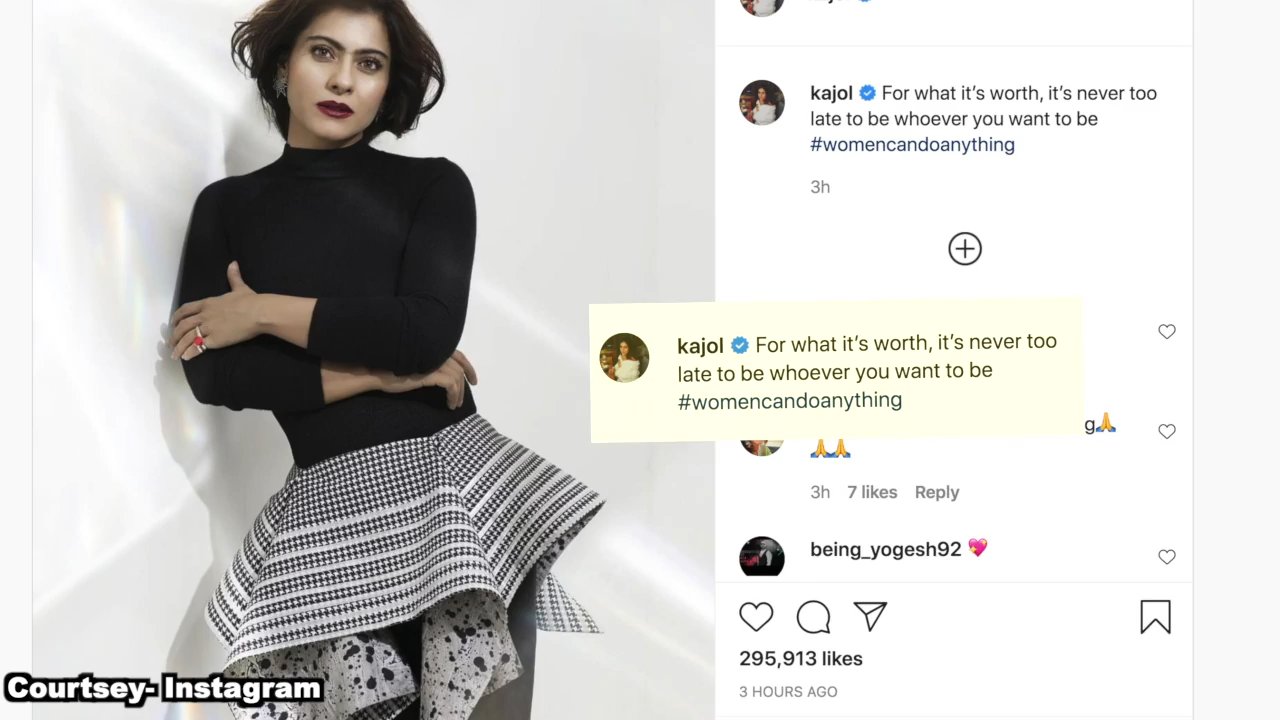 kajol For what it’s worth, it’s never too
late to be whoever you want to be
#womencandoanything
3h
kajol For what it’s worth, it’s never too
late to be whoever you want to be
#womencandoanything
g🙏
🙏🙏
3h 7 likes Reply
being_yogesh92 💖
295,913 likes
3 HOURS AGO
Courtsey- Instagram